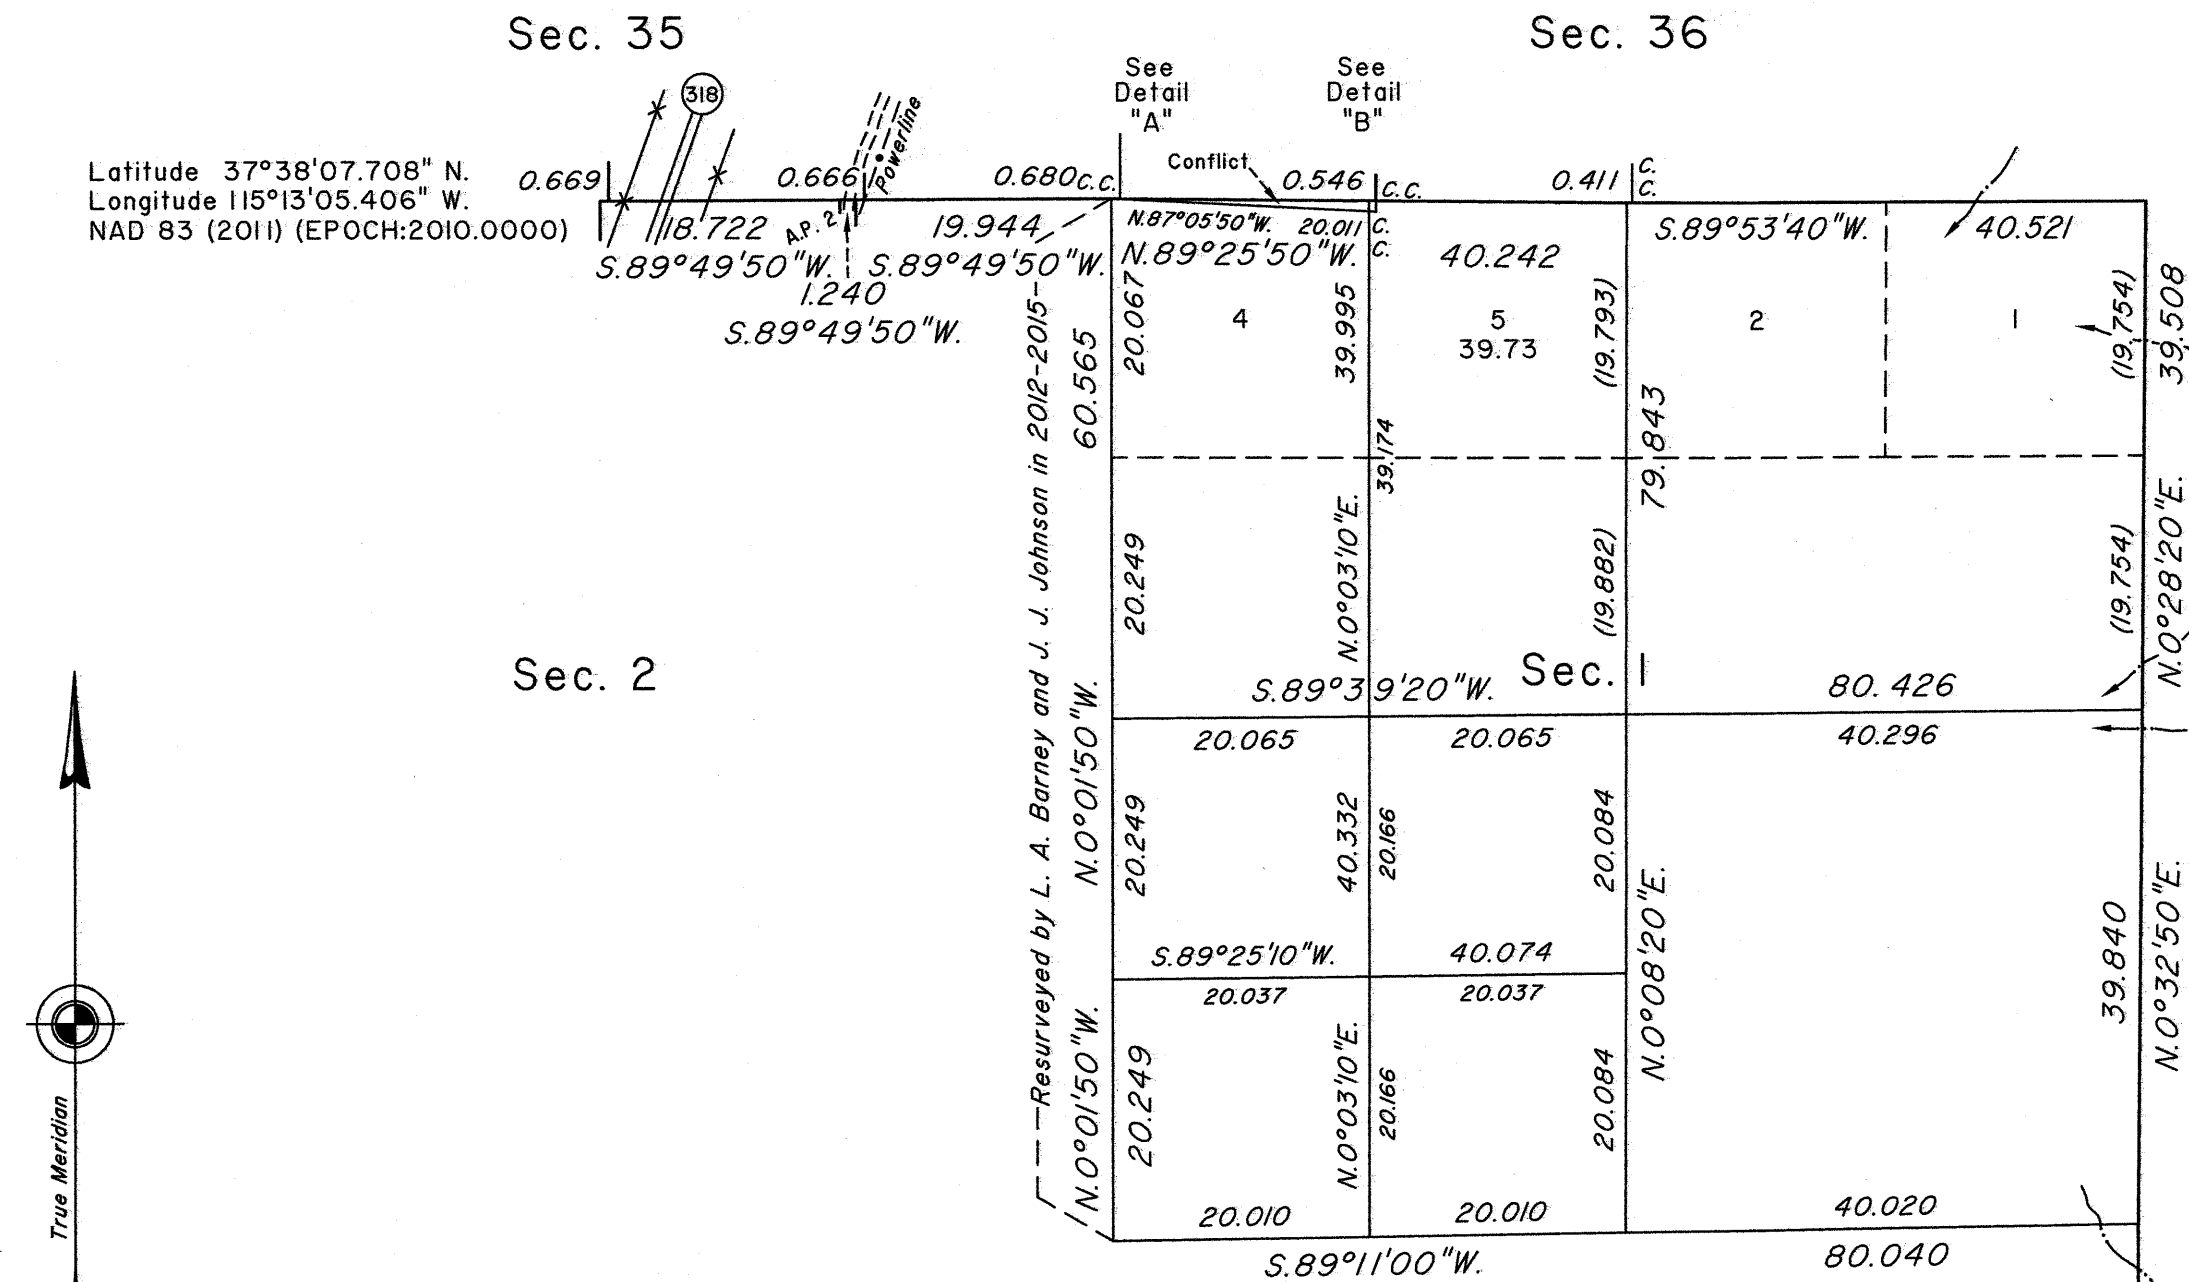 Sec. 35
Sec. 36
See
Detail
"A"
See
Detail
"B"
318
Powerline
Conflict
Latitude 37°38'07.708" N.
Longitude 115°13'05.406" W.
NAD 83 (2011) (EPOCH:2010.0000)
0.669
0.666
0.680 C.C.
0.546
C.C.
0.411
C.
C.
18.722
A.P. 2
19.944
N.87°05'50"W. 20.011
C.
C.
S.89°53'40"W.
40.521
S.89°49'50"W.
S.89°49'50"W.
N.89°25'50"W.
40.242
1.240
S.89°49'50"W.
20.067
39.995
(19.793)
(19.754)
39.508
4
5
39.73
2
1
60.565
39.174
79.843
Resurveyed by L. A. Barney and J. J. Johnson in 2012-2015
20.249
N.0°03'10"E.
(19.882)
(19.754)
N.0°28'20"E.
Sec. 2
Sec. 1
S.89°39'20"W.
80.426
N.0°01'50"W.
20.065
20.065
40.296
20.249
40.332
20.166
20.084
N.0°08'20"E.
39.840
N.0°32'50"E.
S.89°25'10"W.
40.074
20.037
20.037
N.0°01'50"W.
20.249
N.0°03'10"E.
20.166
20.084
True Meridian
20.010
20.010
40.020
S.89°11'00"W.
80.040